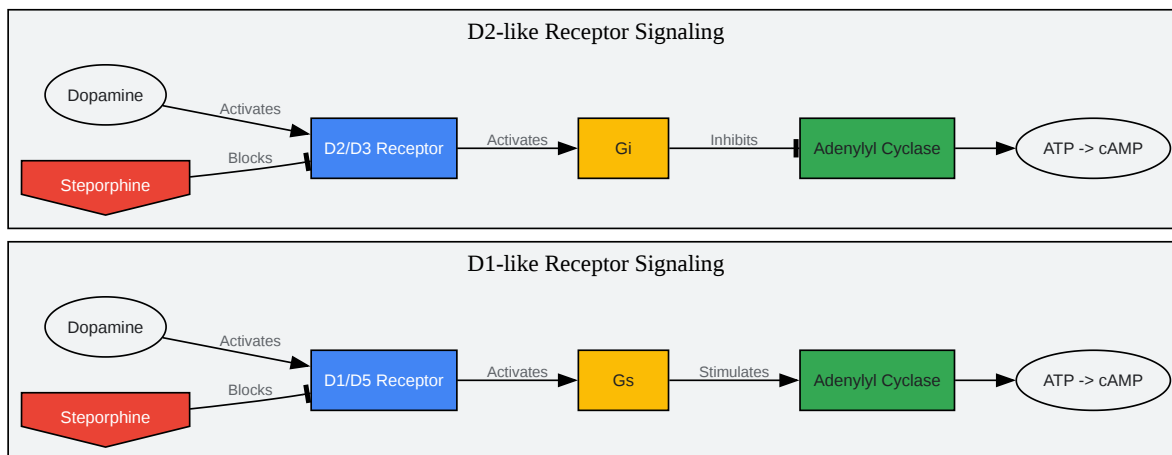 D2-like Receptor Signaling
Dopamine
Activates
Steporphine
Blocks
D2/D3 Receptor
Activates
Gi
Inhibits
Adenylyl Cyclase
ATP -> cAMP
D1-like Receptor Signaling
Dopamine
Activates
Steporphine
Blocks
D1/D5 Receptor
Activates
Gs
Stimulates
Adenylyl Cyclase
ATP -> cAMP